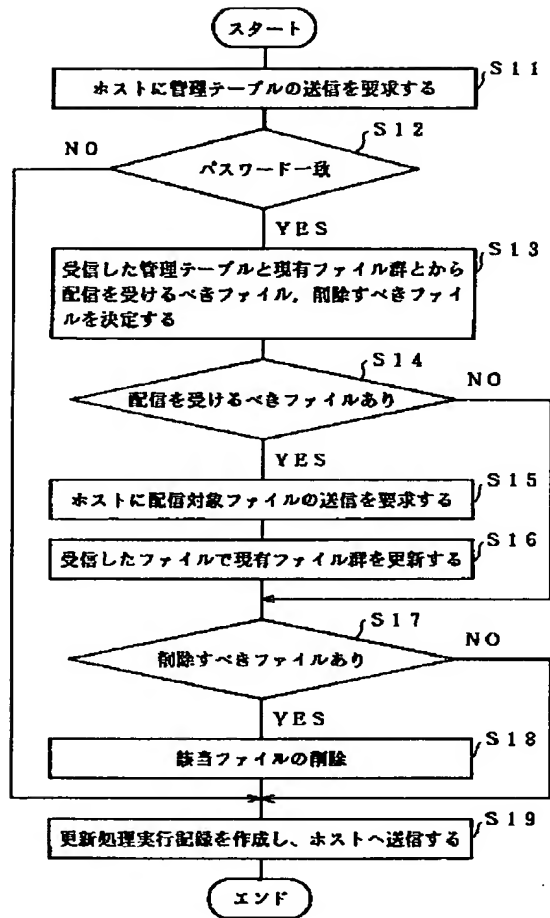 スタート
S11
ホストに管理テーブルの送信を要求する
S12
NO
パスワード一致
YES
S13
受信した管理テーブルと現有ファイル群とから
配信を受けるべきファイル，削除すべきファイ
ルを決定する
S14
NO
配信を受けるべきファイルあり
YES
S15
ホストに配信対象ファイルの送信を要求する
S16
受信したファイルで現有ファイル群を更新する
S17
NO
削除すべきファイルあり
YES
S18
該当ファイルの削除
S19
更新処理実行記録を作成し、ホストへ送信する
エンド